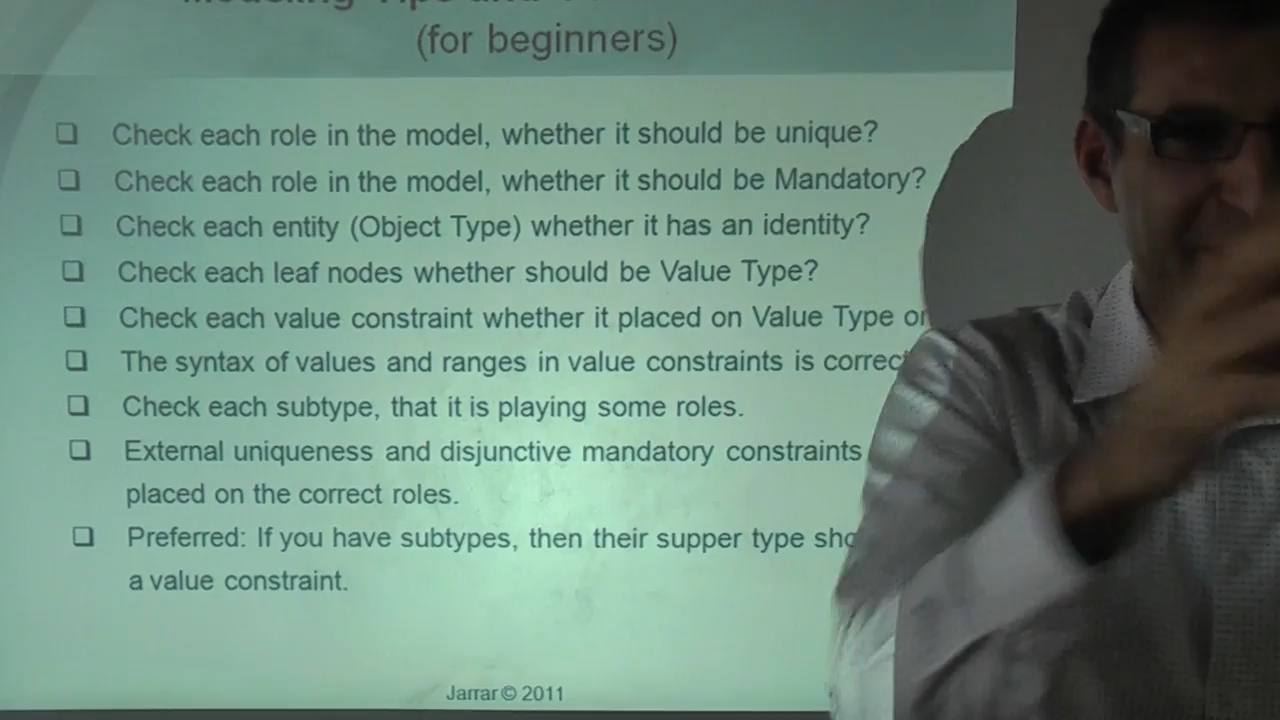 Modeling Tips and
(for beginners)
❑ Check each role in the model, whether it should be unique?
❑ Check each role in the model, whether it should be Mandatory?
❑ Check each entity (Object Type) whether it has an identity?
❑ Check each leaf nodes whether should be Value Type?
❑ Check each value constraint whether it placed on Value Type or
❑ The syntax of values and ranges in value constraints is correct
❑ Check each subtype, that it is playing some roles.
❑ External uniqueness and disjunctive mandatory constraints
placed on the correct roles.
❑ Preferred: If you have subtypes, then their supper type
a value constraint.
Jarrar © 2011